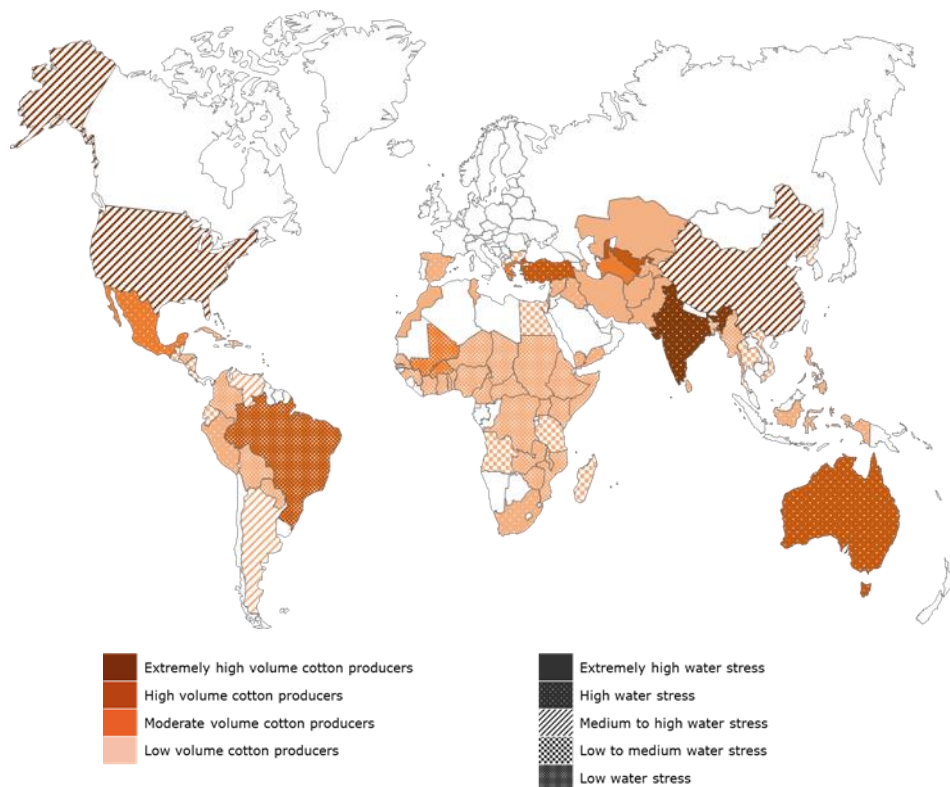 Extremely high volume cotton producers
High volume cotton producers
Moderate volume cotton producers
Low volume cotton producers
Extremely high water stress
High water stress
Medium to high water stress
Low to medium water stress
Low water stress